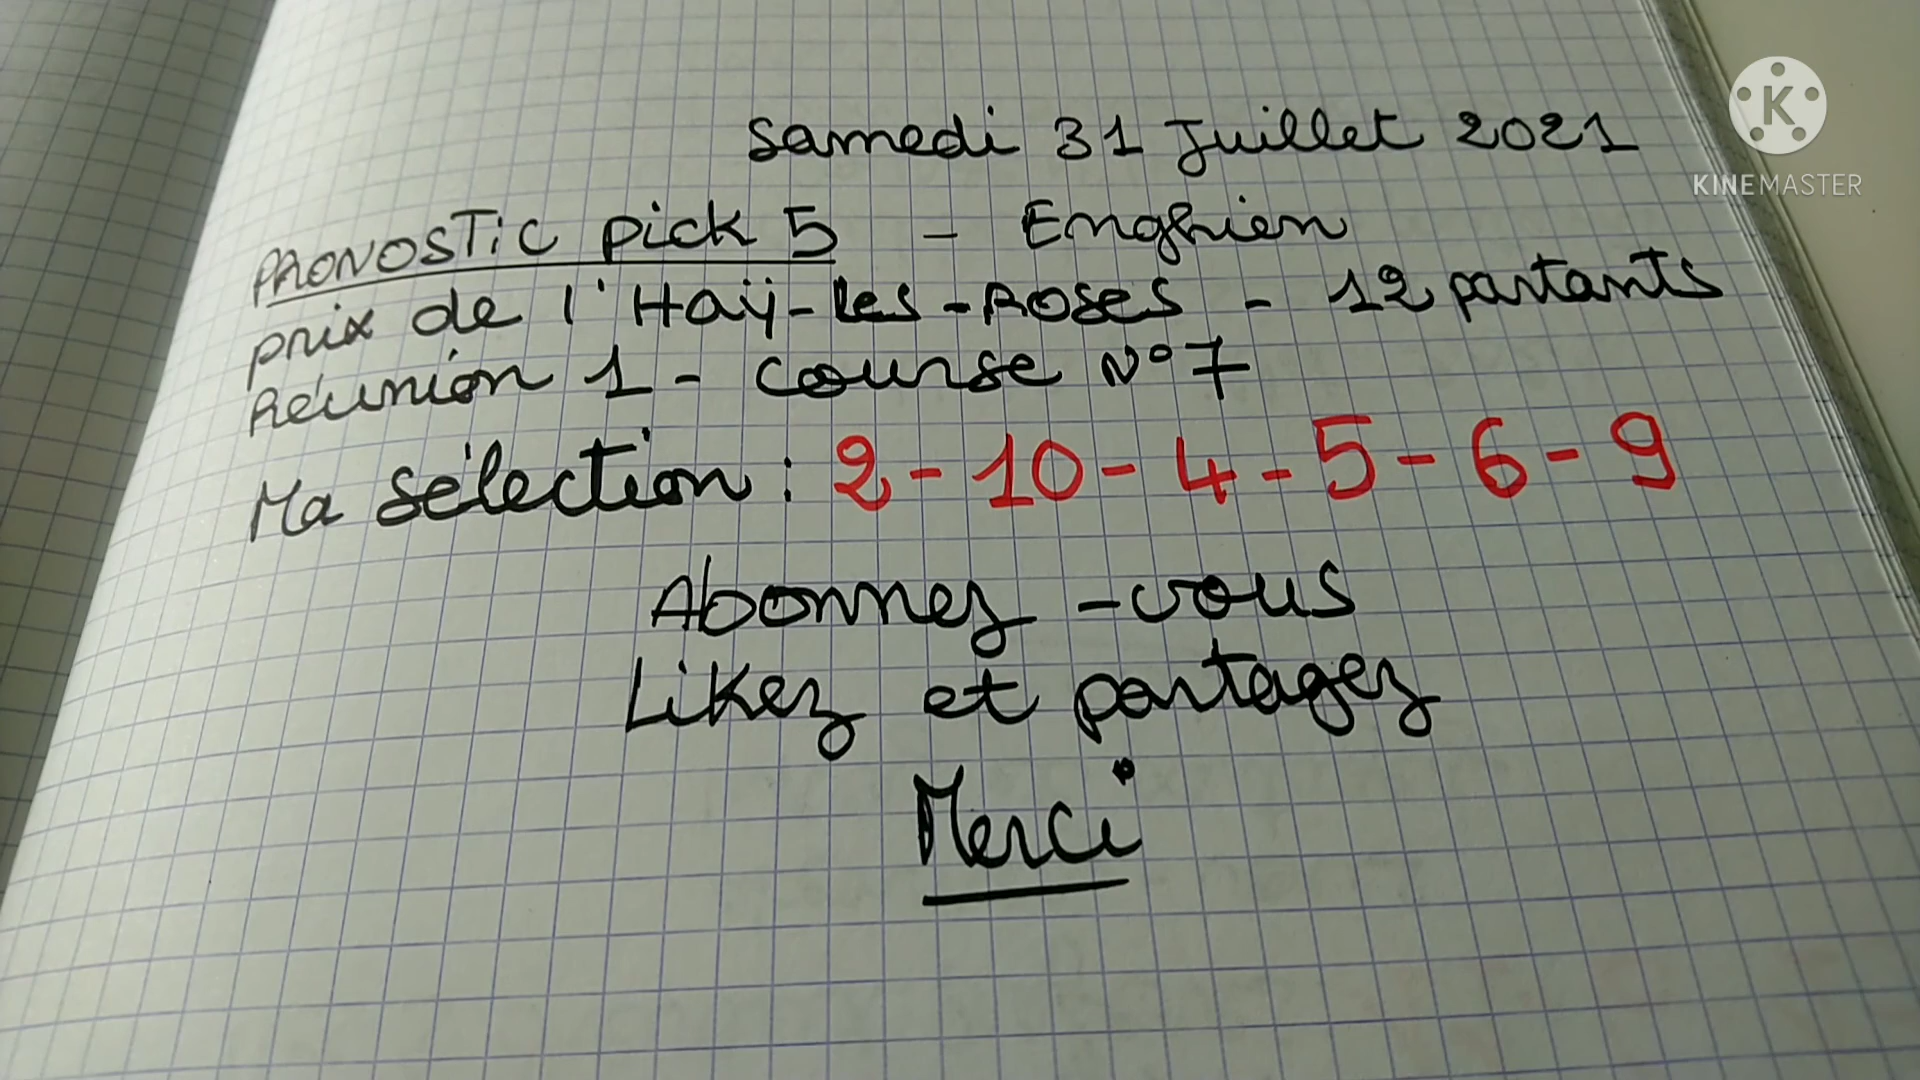 Samedi 31 Juillet 2021
PRONOSTIC pick 5 - Enghien
prix de l'Haÿ-les-Roses - 12 partants
Réunion 1 - course N°7
Ma sélection : 2 - 10 - 4 - 5 - 6 - 9
Abonnez-vous
Likez et partagez
Merci
K
KINEMASTER